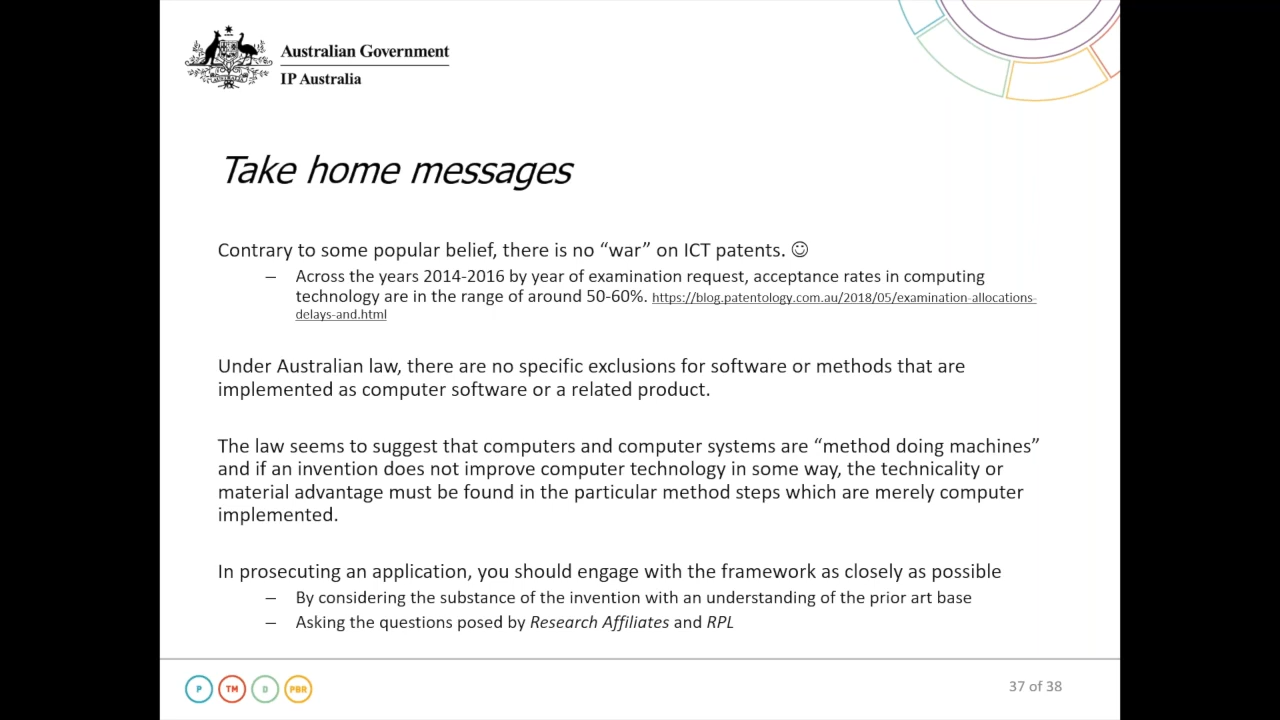 Australian Government
IP Australia
Take home messages
Contrary to some popular belief, there is no “war” on ICT patents. ☺
– Across the years 2014-2016 by year of examination request, acceptance rates in computing
technology are in the range of around 50-60%. https://blog.patentology.com.au/2018/05/examination-allocations-
delays-and.html
Under Australian law, there are no specific exclusions for software or methods that are
implemented as computer software or a related product.
The law seems to suggest that computers and computer systems are “method doing machines”
and if an invention does not improve computer technology in some way, the technicality or
material advantage must be found in the particular method steps which are merely computer
implemented.
In prosecuting an application, you should engage with the framework as closely as possible
– By considering the substance of the invention with an understanding of the prior art base
– Asking the questions posed by Research Affiliates and RPL
P TM D PBR
37 of 38